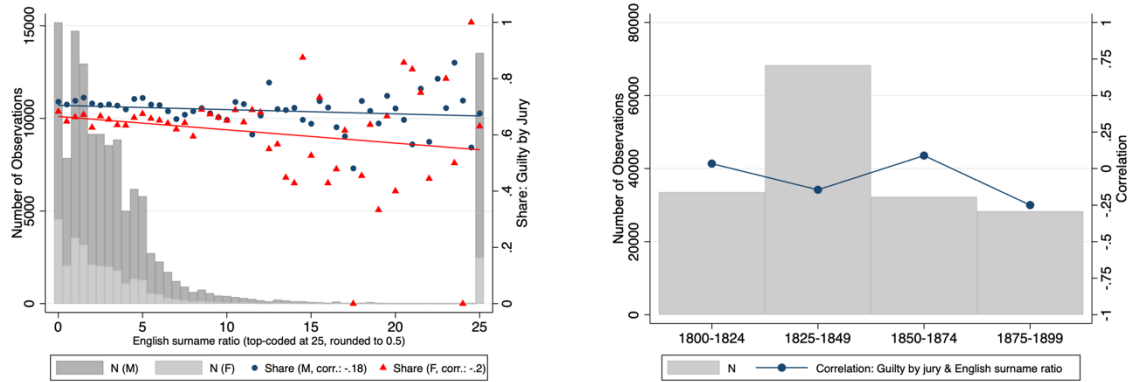 15000
10000
5000
0
Number of Observations
1
.8
.6
.4
.2
0
Share: Guilty by Jury
0 5 10 15 20 25
English surname ratio (top-coded at 25, rounded to 0.5)
N (M) N (F) Share (M, corr.: -.18) Share (F, corr.: -.2)
80000
60000
40000
20000
0
Number of Observations
1
.75
.5
.25
0
-.25
-.5
-.75
-1
Correlation
1800-1824 1825-1849 1850-1874 1875-1899
N Correlation: Guilty by jury & English surname ratio